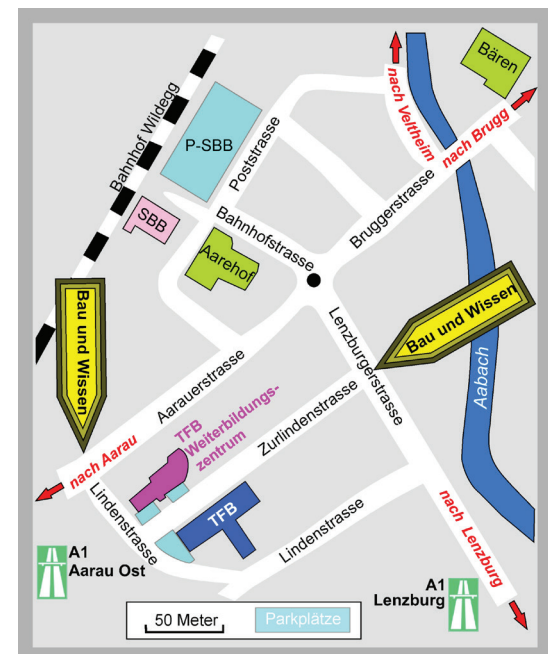 Bären
nach Veltheim
nach Brugg
Bahnhof Wildegg
P-SBB
Poststrasse
Bruggerstrasse
SBB
Bahnhofstrasse
Aarehof
Bau und Wissen
Bau und Wissen
Aabach
Lenzburgerstrasse
Aarauerstrasse
TFB
Weiterbildungs-
zentrum
Zurlindenstrasse
nach Aarau
Lindenstrasse
TFB
Lindenstrasse
nach Lenzburg
A1
Aarau Ost
A1
Lenzburg
50 Meter
Parkplätze